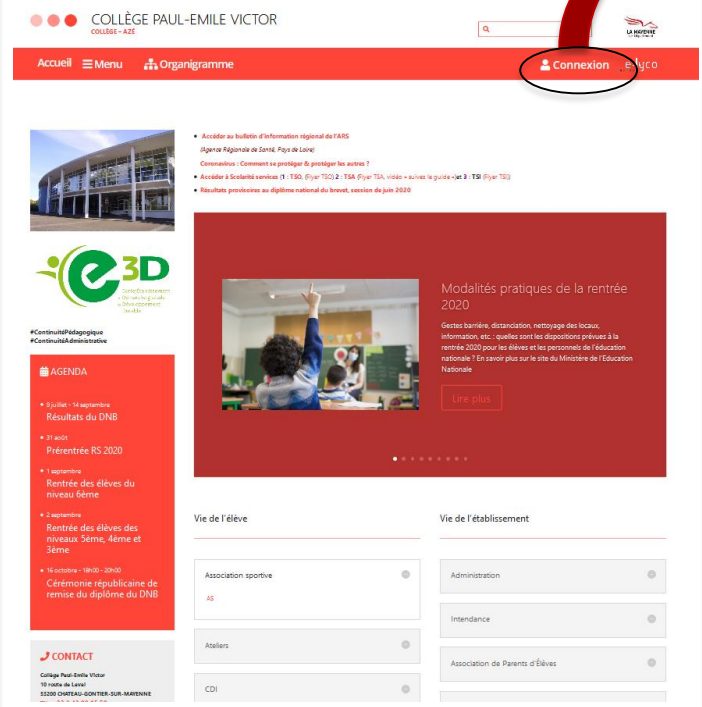 COLLÈGE PAUL-EMILE VICTOR
COLLÈGE – AZÉ
LA MAYENNE
Accueil Menu Organigramme Connexion e-lyco
Accéder au bulletin d'information régional de l'ARS
(Agence Régionale de Santé, Pays de Loire)
Coronavirus : Comment se protéger & protéger les autres ?
Accéder à Scolarité services (1 : TSO, (Flyer TSO) 2 : TSA (Flyer TSA, vidéo « suivez le guide »)et 3 : TSI (Flyer TSI)
Résultats provisoires au diplôme national du brevet, session de juin 2020
e3D
#ContinuitéPédagogique
#ContinuitéAdministrative
Modalités pratiques de la rentrée
2020
Gestes barrière, distanciation, nettoyage des locaux,
information, etc. : quelles sont les dispositions prévues à la
rentrée 2020 pour les élèves et les personnels de l'éducation
nationale ? En savoir plus sur le site du Ministère de l'Education
Nationale
Lire plus
AGENDA
9 juillet - 14 septembre
Résultats du DNB
31 août
Prérentrée RS 2020
1 septembre
Rentrée des élèves du
niveau 6ème
2 septembre
Rentrée des élèves des
niveaux 5ème, 4ème et
3ème
16 octobre - 18h00 - 20h00
Cérémonie républicaine de
remise du diplôme du DNB
CONTACT
Collège Paul-Emile Victor
10 route de Laval
53200 CHATEAU-GONTIER-SUR-MAYENNE
Vie de l'élève
Association sportive
AS
Ateliers
CDI
Vie de l'établissement
Administration
Intendance
Association de Parents d'Élèves